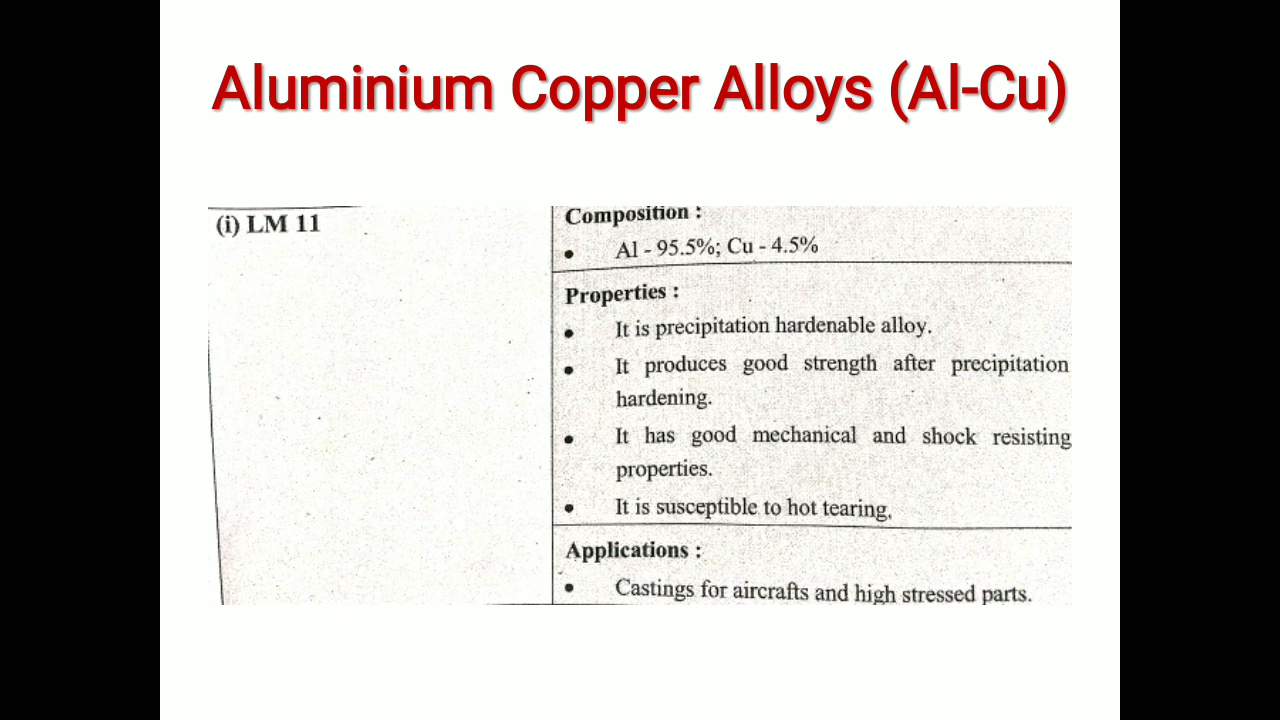 Aluminium Copper Alloys (Al-Cu)
(i) LM 11
Composition :
• Al - 95.5%; Cu - 4.5%
Properties :
• It is precipitation hardenable alloy.
• It produces good strength after precipitation
hardening.
• It has good mechanical and shock resisting
properties.
• It is susceptible to hot tearing.
Applications :
• Castings for aircrafts and high stressed parts.